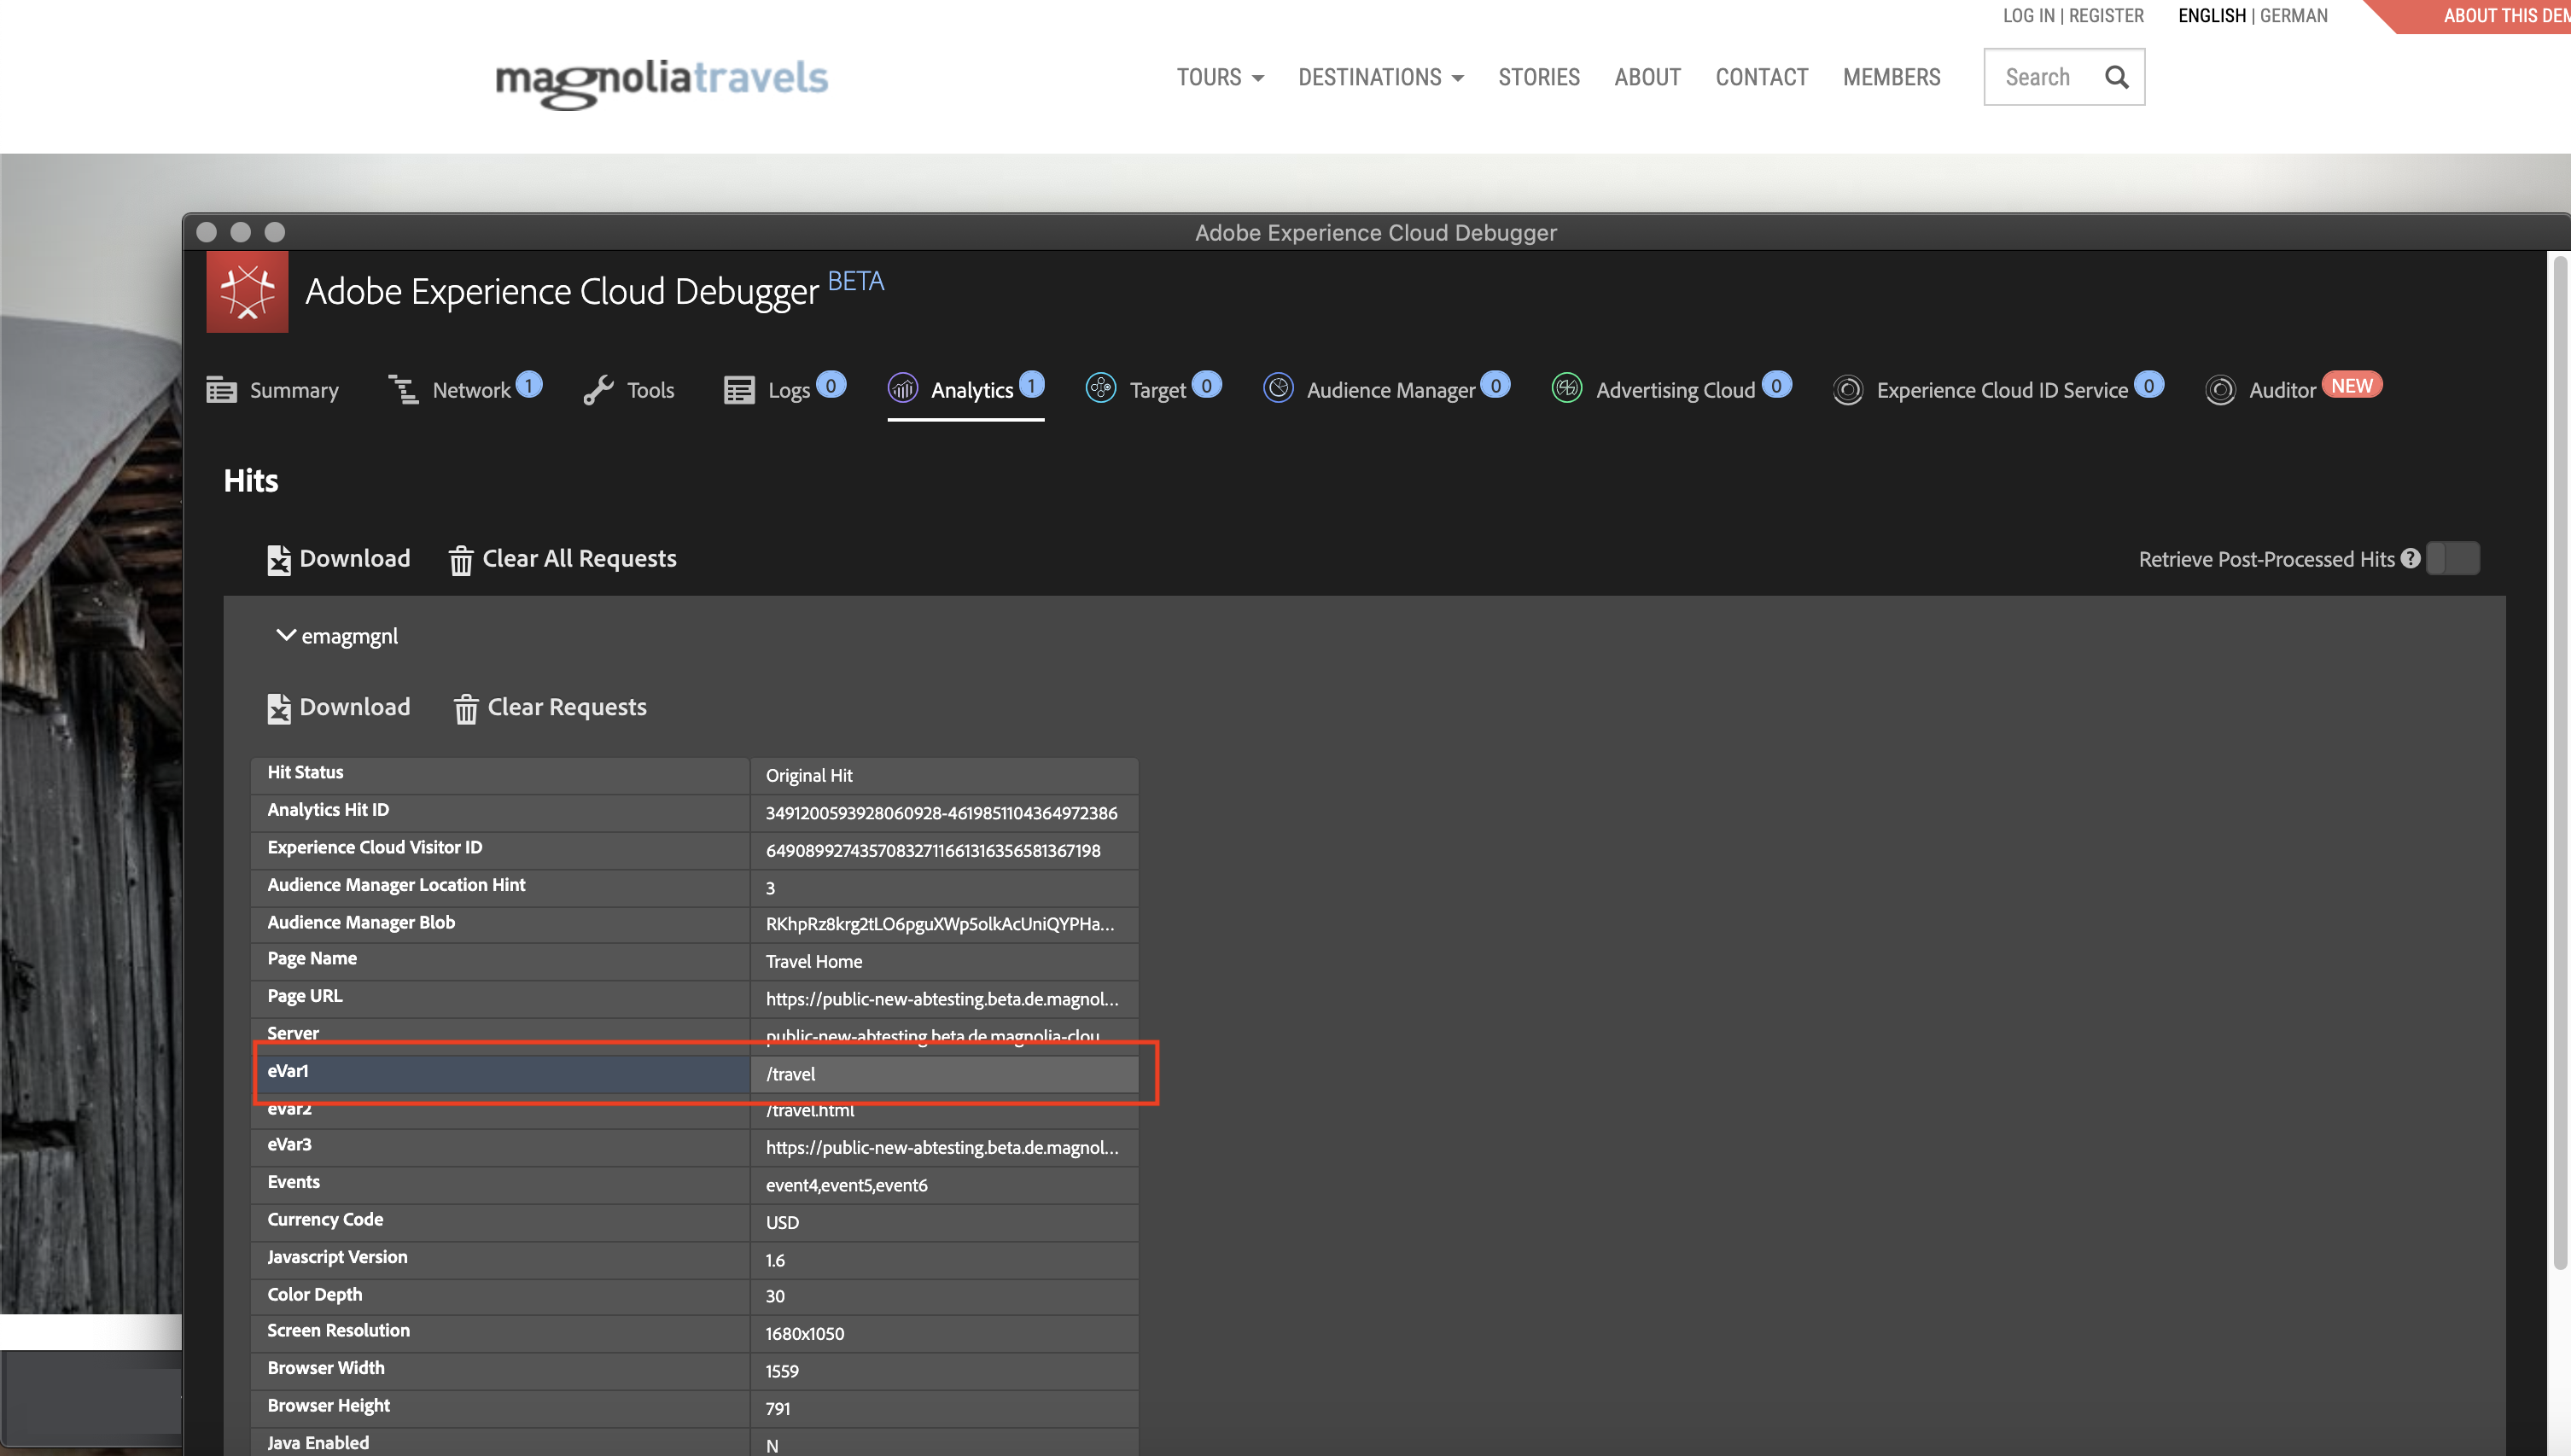 LOG IN | REGISTER ENGLISH | GERMAN ABOUT THIS
magnoliatravels
TOURS DESTINATIONS STORIES ABOUT CONTACT MEMBERS Search
Adobe Experience Cloud Debugger
Adobe Experience Cloud Debugger BETA
Summary Network 1 Tools Logs 0 Analytics 1 Target 0 Audience Manager 0 Advertising Cloud 0 Experience Cloud ID Service 0 Auditor NEW
Hits
Download Clear All Requests Retrieve Post-Processed Hits ?
emagmgnl
Download Clear Requests
Hit Status Original Hit
Analytics Hit ID 3491200593928060928-4619851104364972386
Experience Cloud Visitor ID 64908992743570832711661316356581367198
Audience Manager Location Hint 3
Audience Manager Blob RKhpRz8krg2tLO6pguXWp5olkAcUniQYPHa...
Page Name Travel Home
Page URL https://public-new-abtesting.beta.de.magnol...
Server public-new-abtesting.beta.de.magnolia-clou...
eVar1 /travel
eVar2 /travel.html
eVar3 https://public-new-abtesting.beta.de.magnol...
Events event4,event5,event6
Currency Code USD
Javascript Version 1.6
Color Depth 30
Screen Resolution 1680x1050
Browser Width 1559
Browser Height 791
Java Enabled N